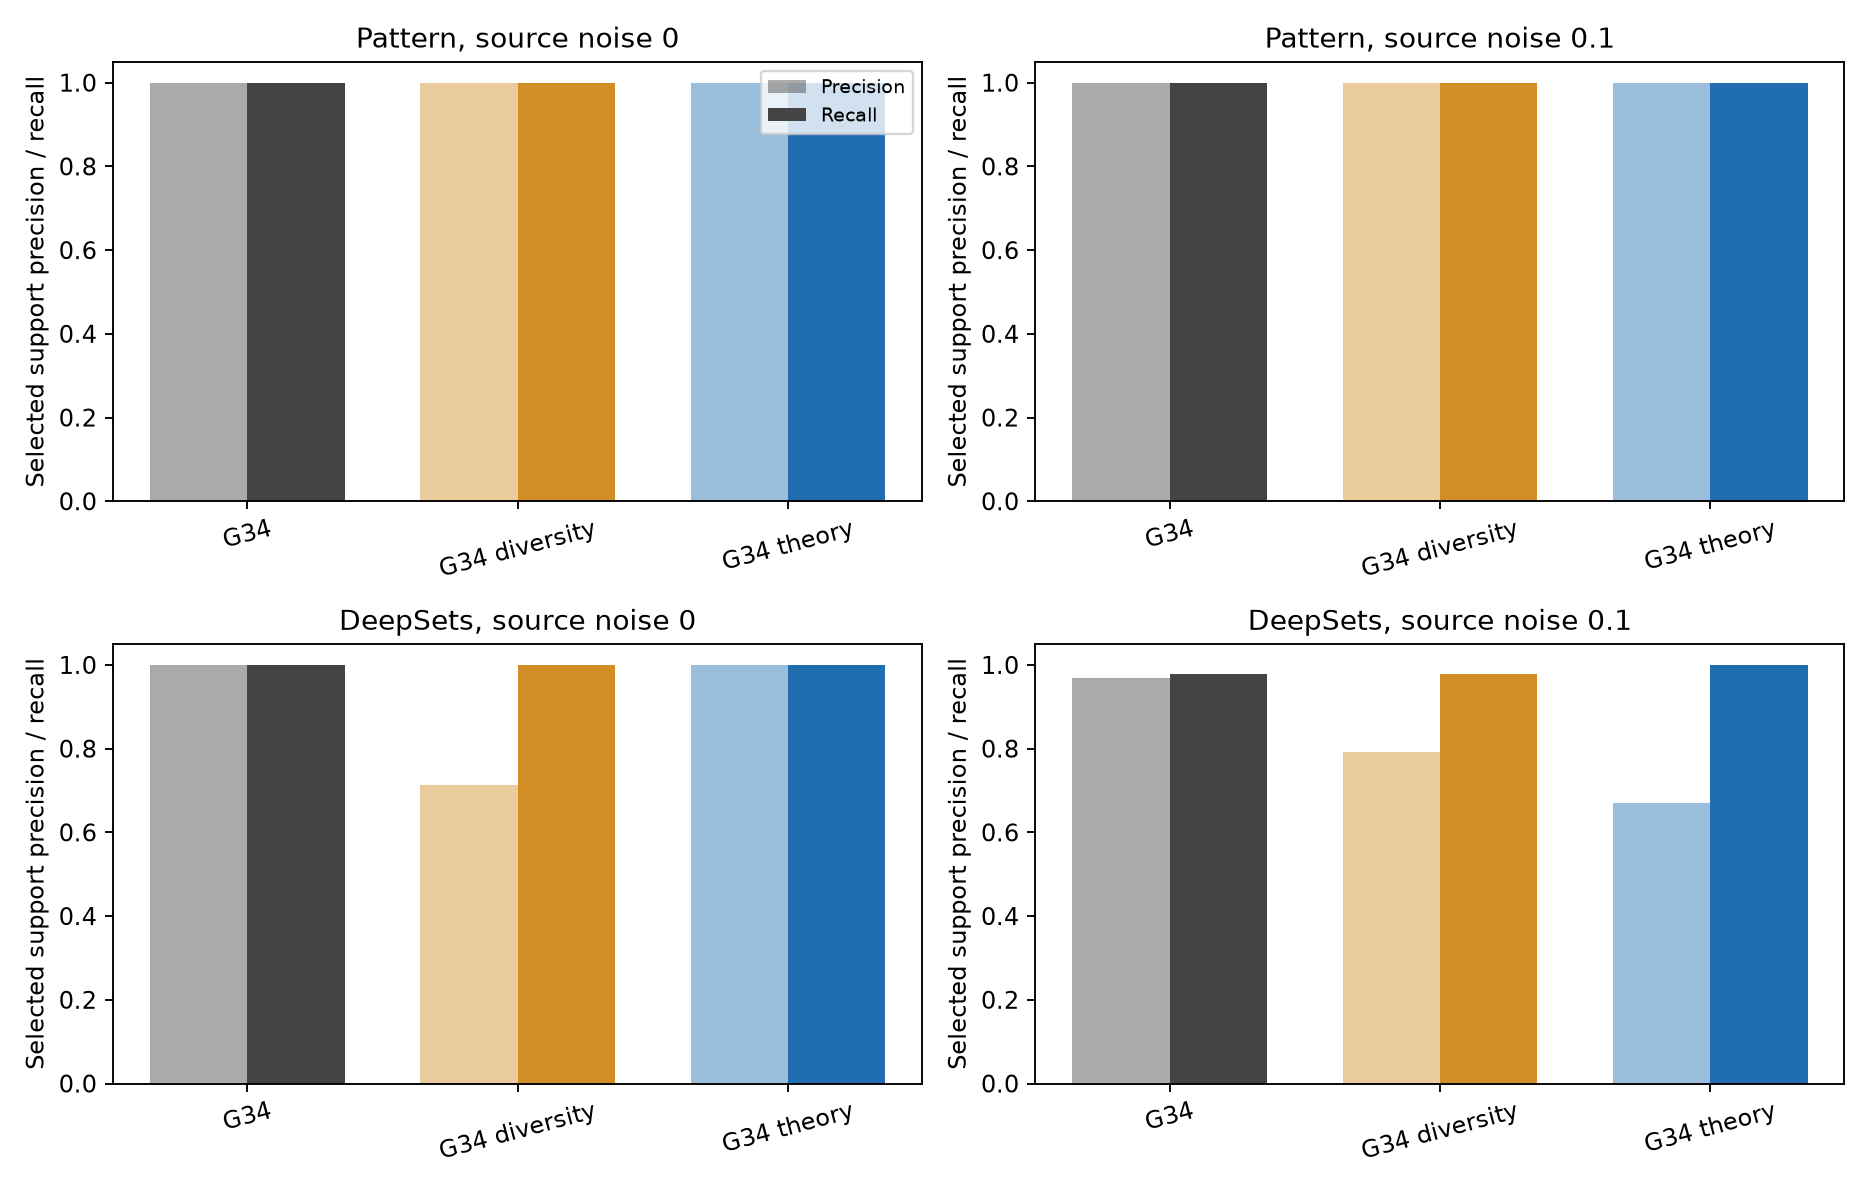 Pattern, source noise 0
Selected support precision / recall
1.0
0.8
0.6
0.4
0.2
0.0
Precision
Recall
G34
G34 diversity
G34 theory
Pattern, source noise 0.1
Selected support precision / recall
1.0
0.8
0.6
0.4
0.2
0.0
G34
G34 diversity
G34 theory
DeepSets, source noise 0
Selected support precision / recall
1.0
0.8
0.6
0.4
0.2
0.0
G34
G34 diversity
G34 theory
DeepSets, source noise 0.1
Selected support precision / recall
1.0
0.8
0.6
0.4
0.2
0.0
G34
G34 diversity
G34 theory